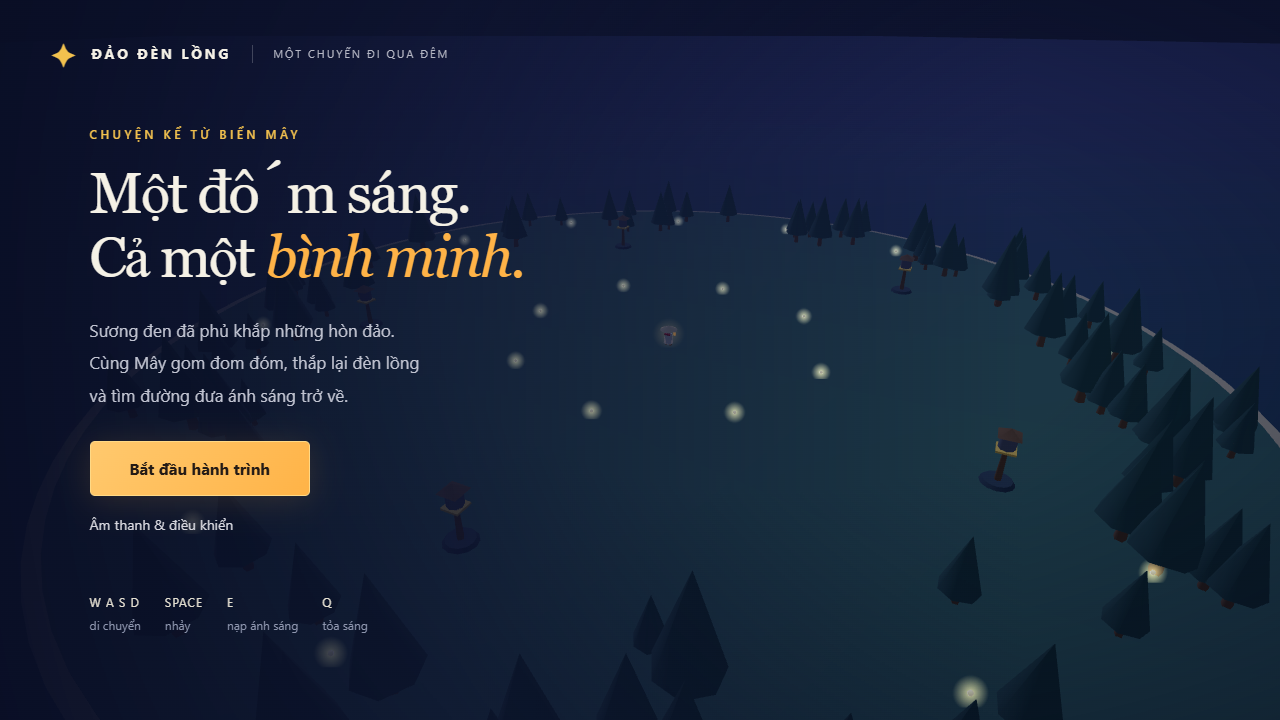 ĐẢO ĐÈN LỒNG
MỘT CHUYẾN ĐI QUA ĐÊM
CHUYỆN KỂ TỪ BIỂN MÂY
Một đốm sáng.
Cả một bình minh.
Sương đen đã phủ khắp những hòn đảo.
Cùng Mây gom đom đóm, thắp lại đèn lồng
và tìm đường đưa ánh sáng trở về.
Bắt đầu hành trình
Âm thanh & điều khiển
W A S D SPACE E Q
di chuyển nhảy nạp ánh sáng tỏa sáng